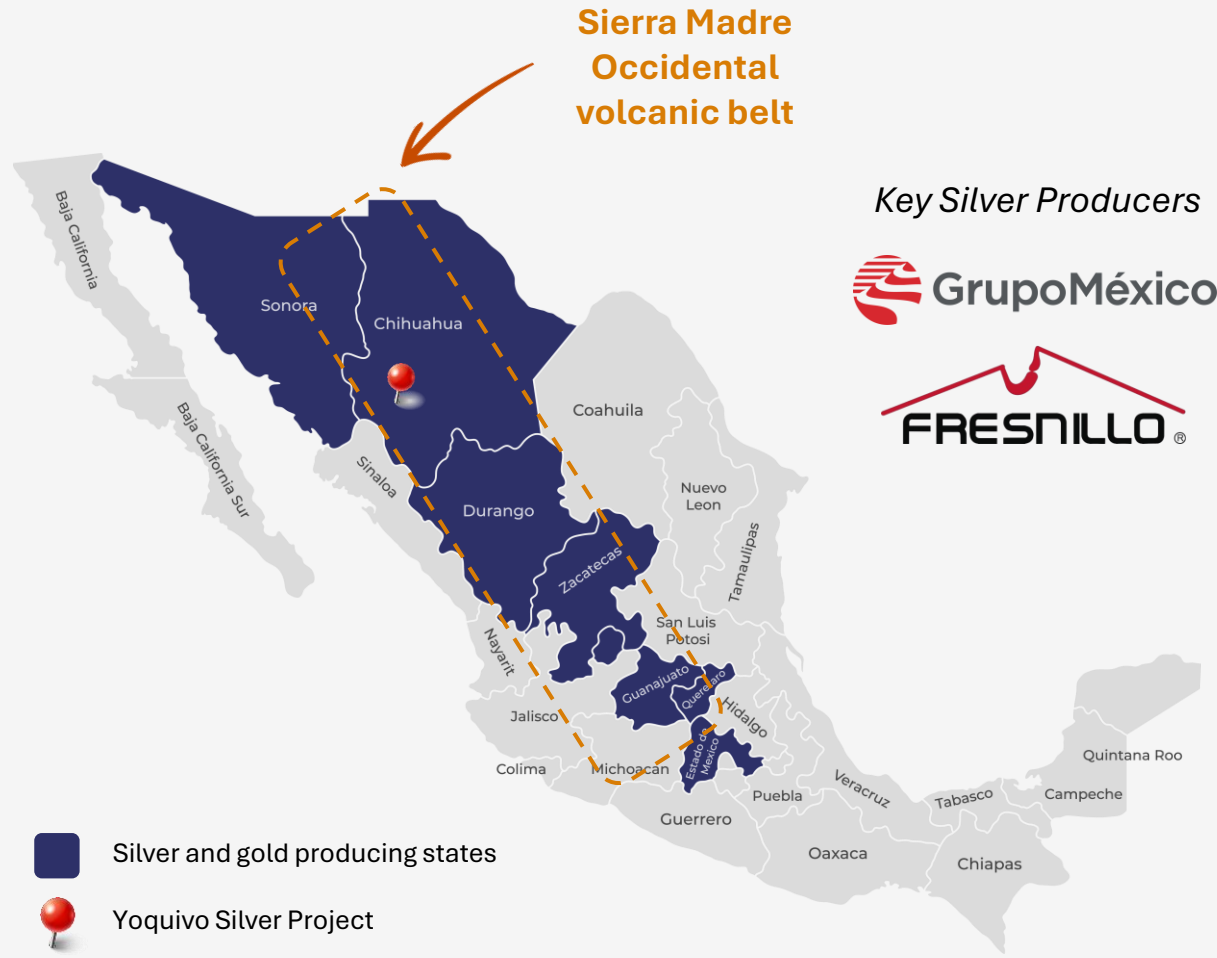 Sierra Madre
Occidental
volcanic belt
Key Silver Producers
GrupoMéxico
FRESNILLO ®
Baja California
Sonora
Chihuahua
Baja California Sur
Coahuila
Sinaloa
Nuevo
Leon
Durango
Tamaulipas
Zacatecas
San Luis
Potosi
Nayarit
Guanajuato
Queretaro
Hidalgo
Jalisco
Estado de
Mexico
Colima
Michoacán
Puebla
Veracruz
Tabasco
Quintana Roo
Campeche
Guerrero
Oaxaca
Chiapas
Silver and gold producing states
Yoquivo Silver Project